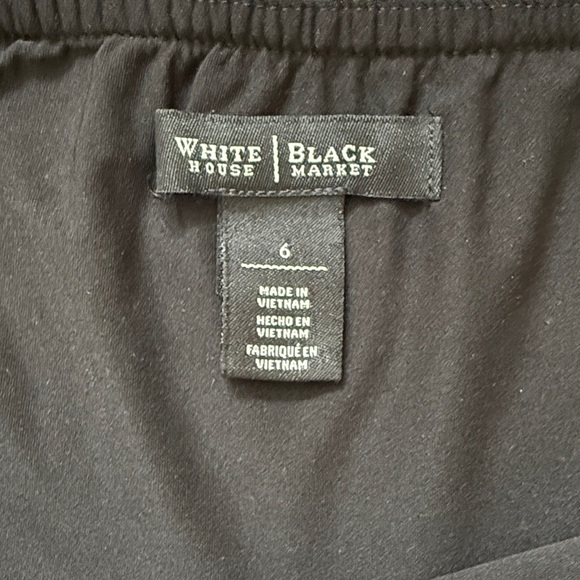 WHITE | BLACK
HOUSE MARKET
6
MADE IN
VIETNAM
HECHO EN
VIETNAM
FABRIQUÉ EN
VIETNAM